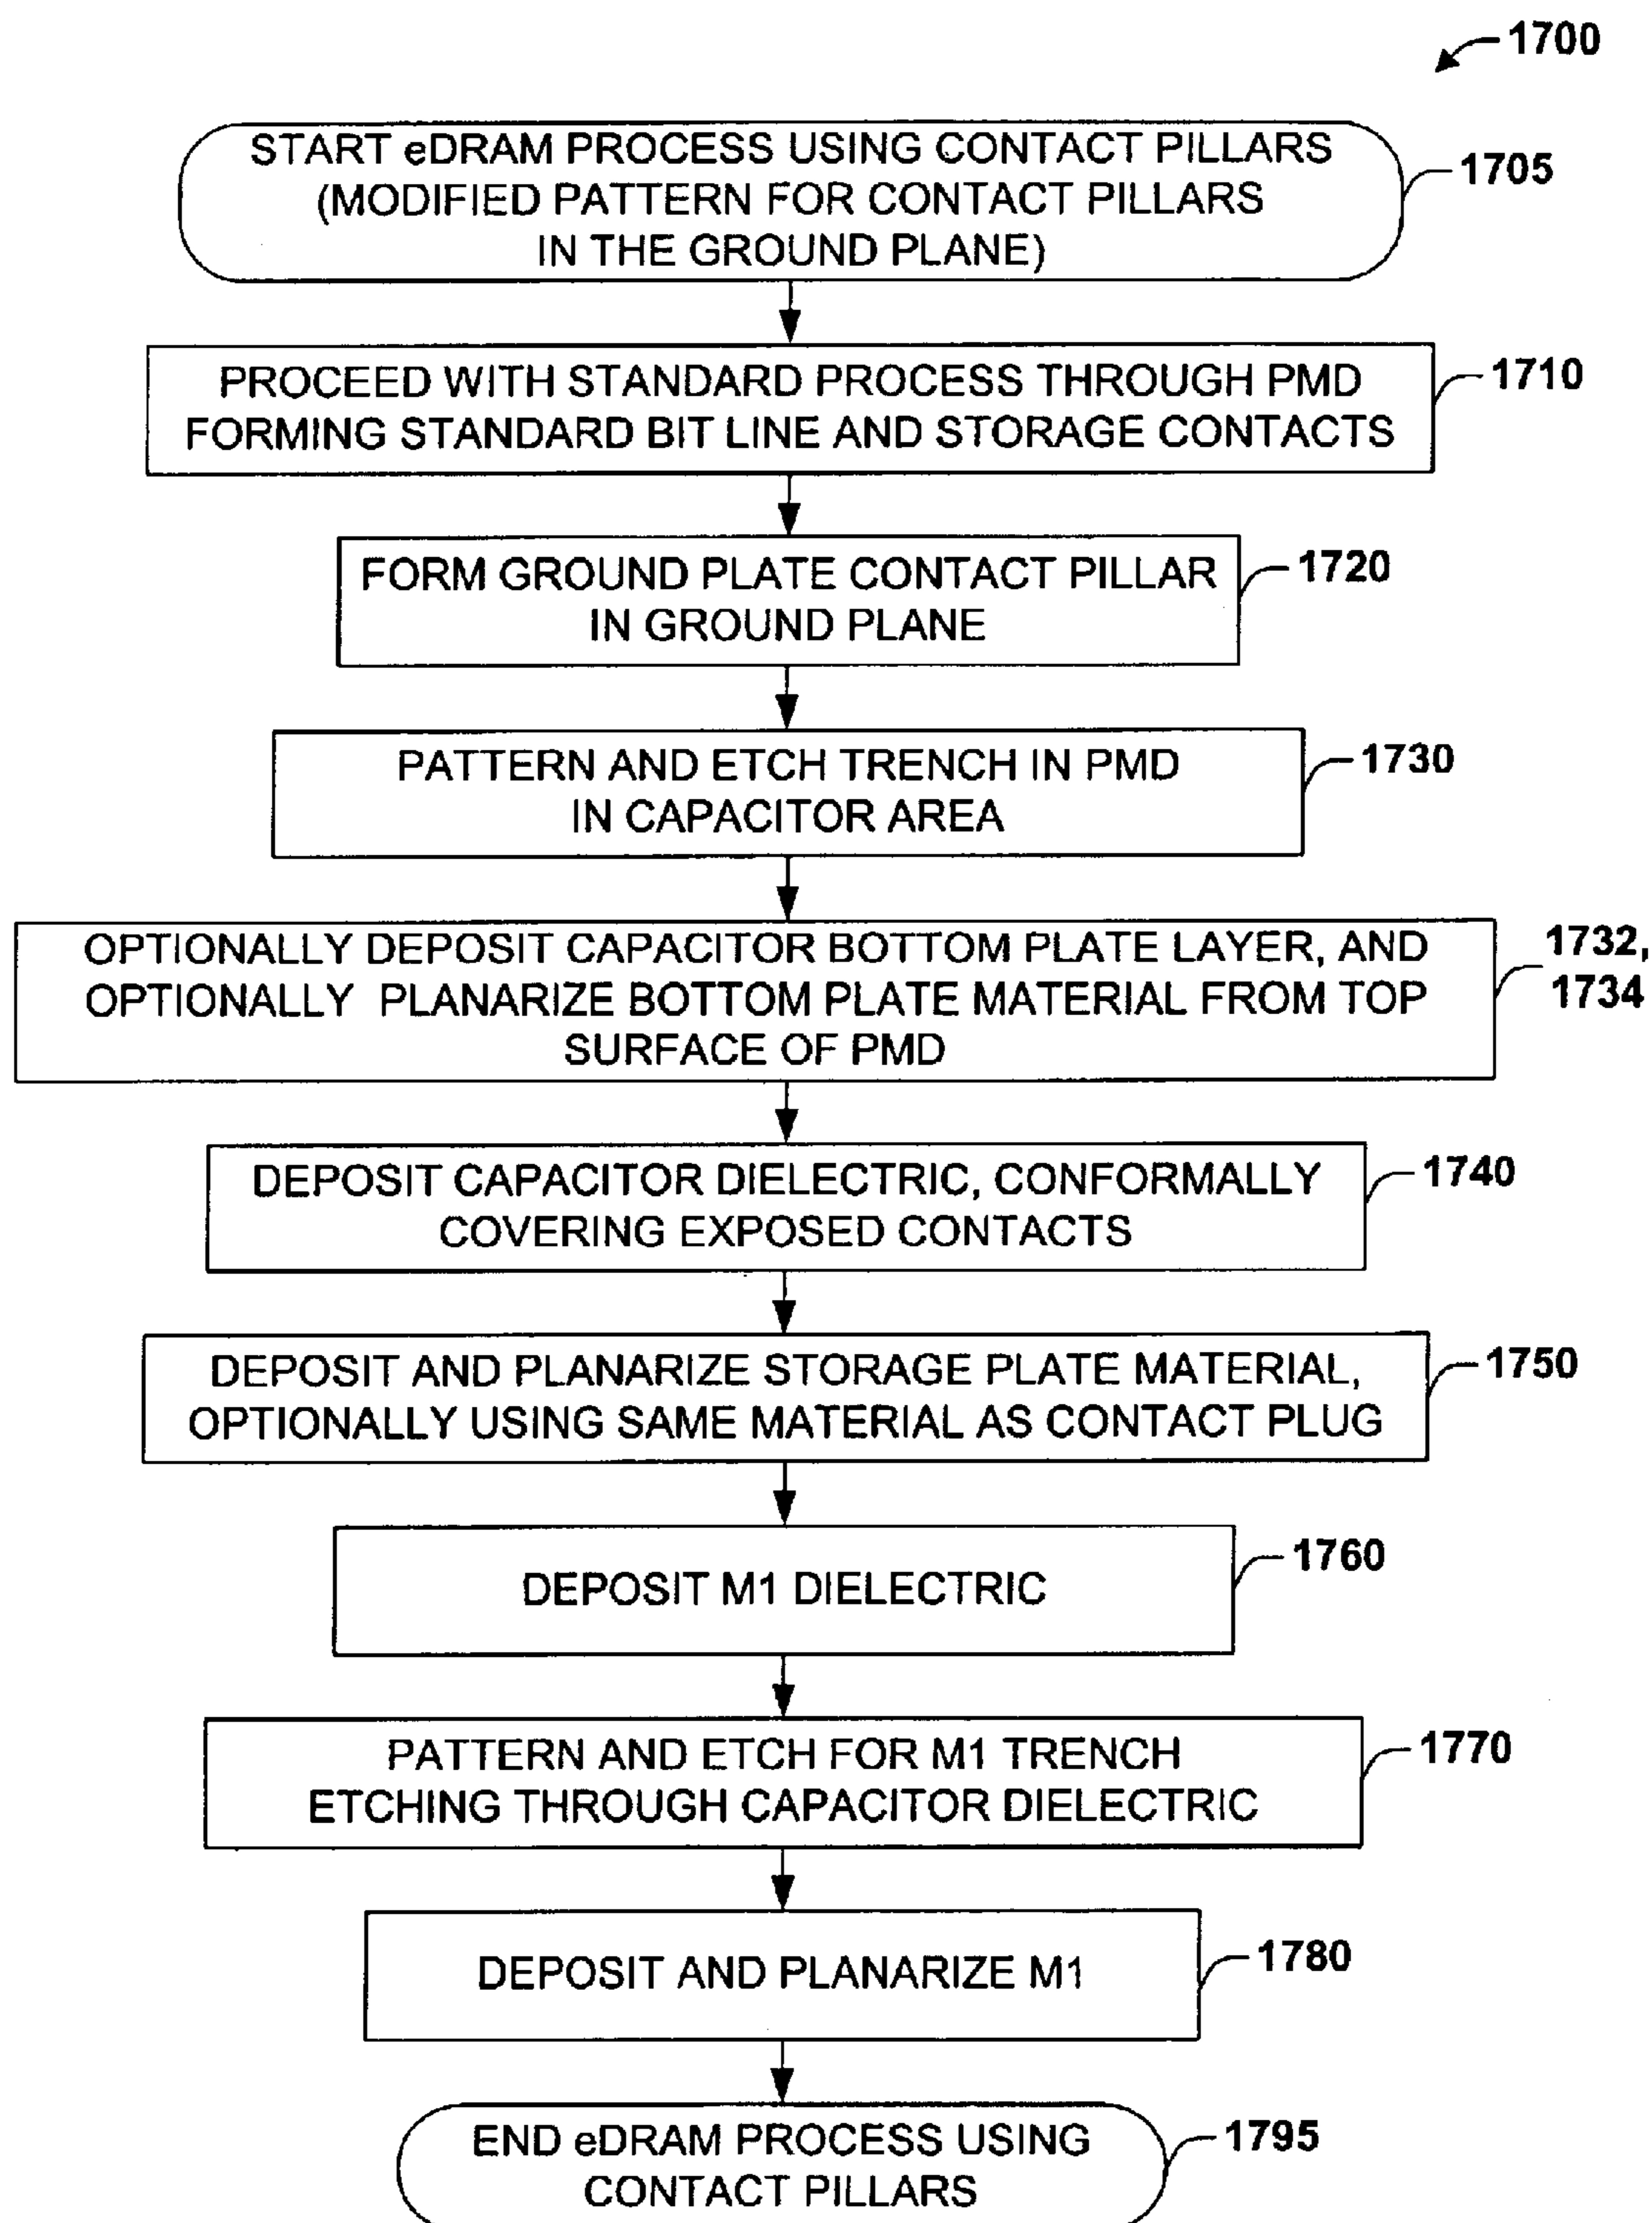 1700
START eDRAM PROCESS USING CONTACT PILLARS
(MODIFIED PATTERN FOR CONTACT PILLARS
IN THE GROUND PLANE)
1705
PROCEED WITH STANDARD PROCESS THROUGH PMD
FORMING STANDARD BIT LINE AND STORAGE CONTACTS
1710
FORM GROUND PLATE CONTACT PILLAR
IN GROUND PLANE
1720
PATTERN AND ETCH TRENCH IN PMD
IN CAPACITOR AREA
1730
OPTIONALLY DEPOSIT CAPACITOR BOTTOM PLATE LAYER, AND
OPTIONALLY PLANARIZE BOTTOM PLATE MATERIAL FROM TOP
SURFACE OF PMD
1732,
1734
DEPOSIT CAPACITOR DIELECTRIC, CONFORMALLY
COVERING EXPOSED CONTACTS
1740
DEPOSIT AND PLANARIZE STORAGE PLATE MATERIAL,
OPTIONALLY USING SAME MATERIAL AS CONTACT PLUG
1750
DEPOSIT M1 DIELECTRIC
1760
PATTERN AND ETCH FOR M1 TRENCH
ETCHING THROUGH CAPACITOR DIELECTRIC
1770
DEPOSIT AND PLANARIZE M1
1780
END eDRAM PROCESS USING
CONTACT PILLARS
1795